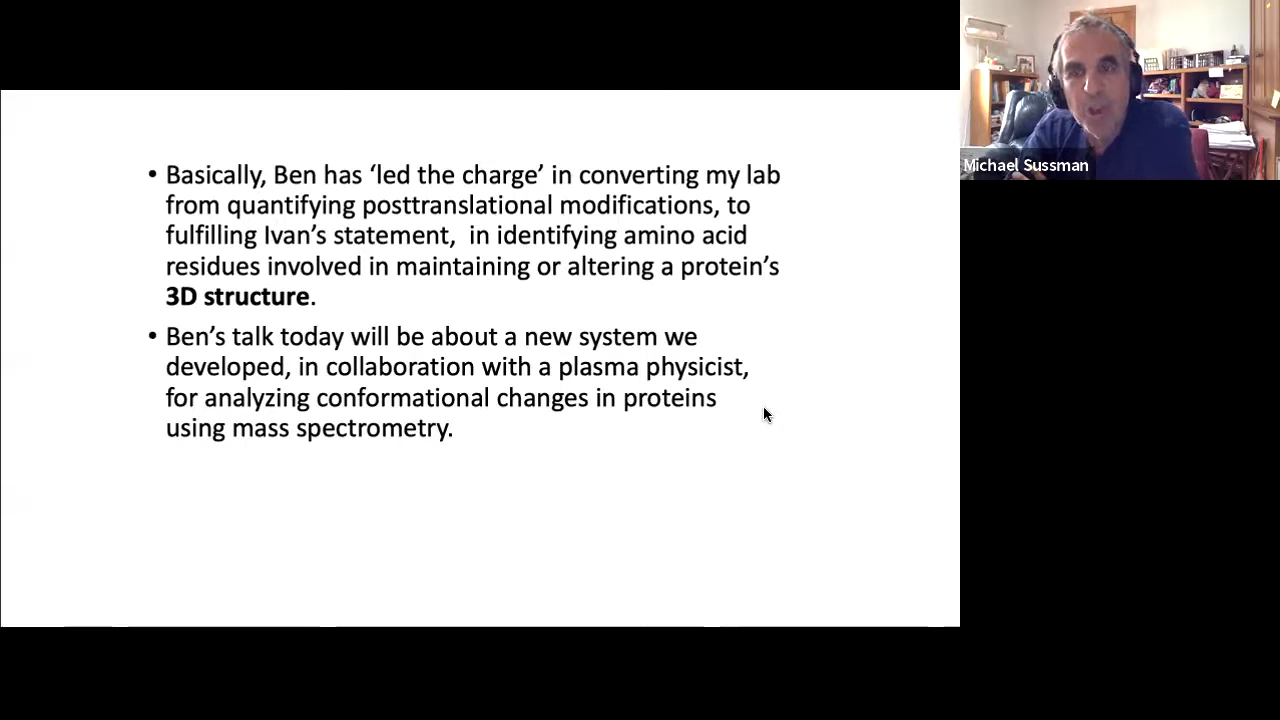 • Basically, Ben has ‘led the charge’ in converting my lab
from quantifying posttranslational modifications, to
fulfilling Ivan’s statement,  in identifying amino acid
residues involved in maintaining or altering a protein’s
3D structure.
• Ben’s talk today will be about a new system we
developed, in collaboration with a plasma physicist,
for analyzing conformational changes in proteins
using mass spectrometry.
Michael Sussman